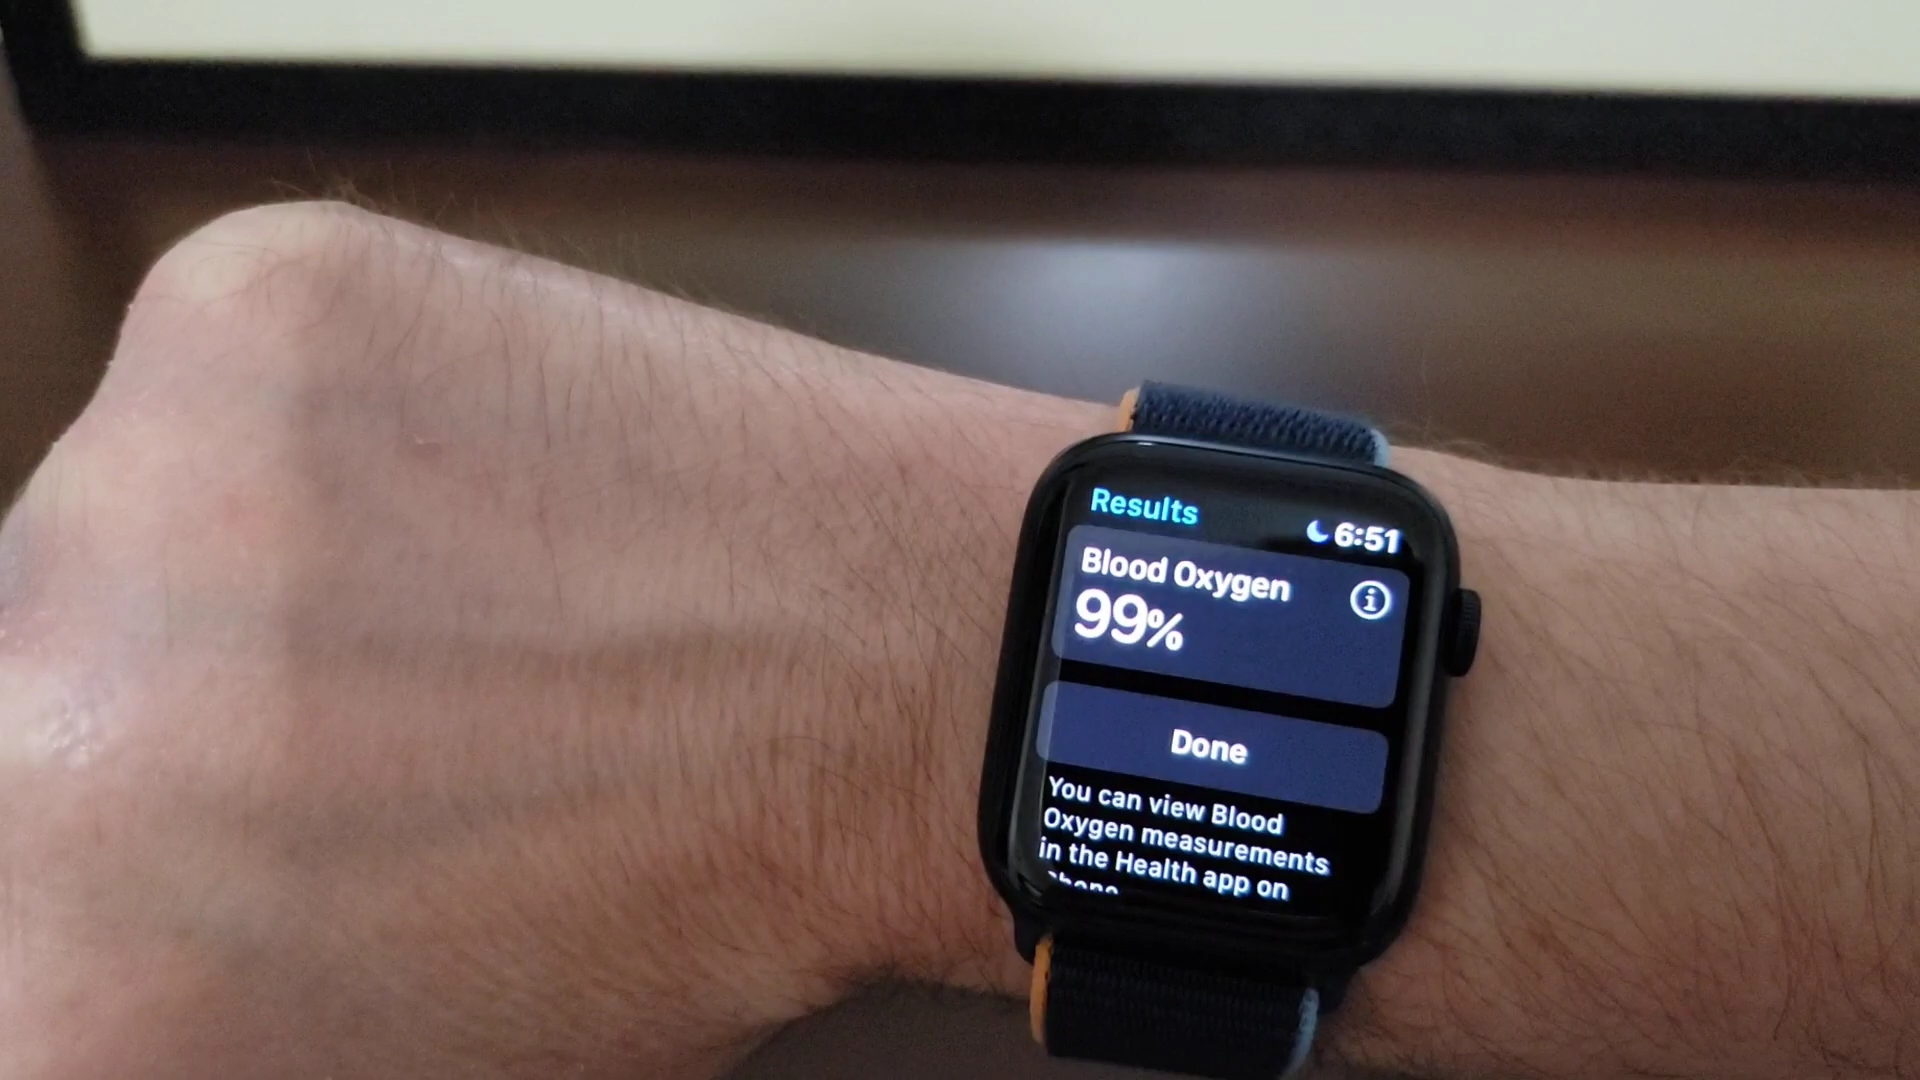 Results
6:51
Blood Oxygen
99%
Done
You can view Blood
Oxygen measurements
in the Health app on